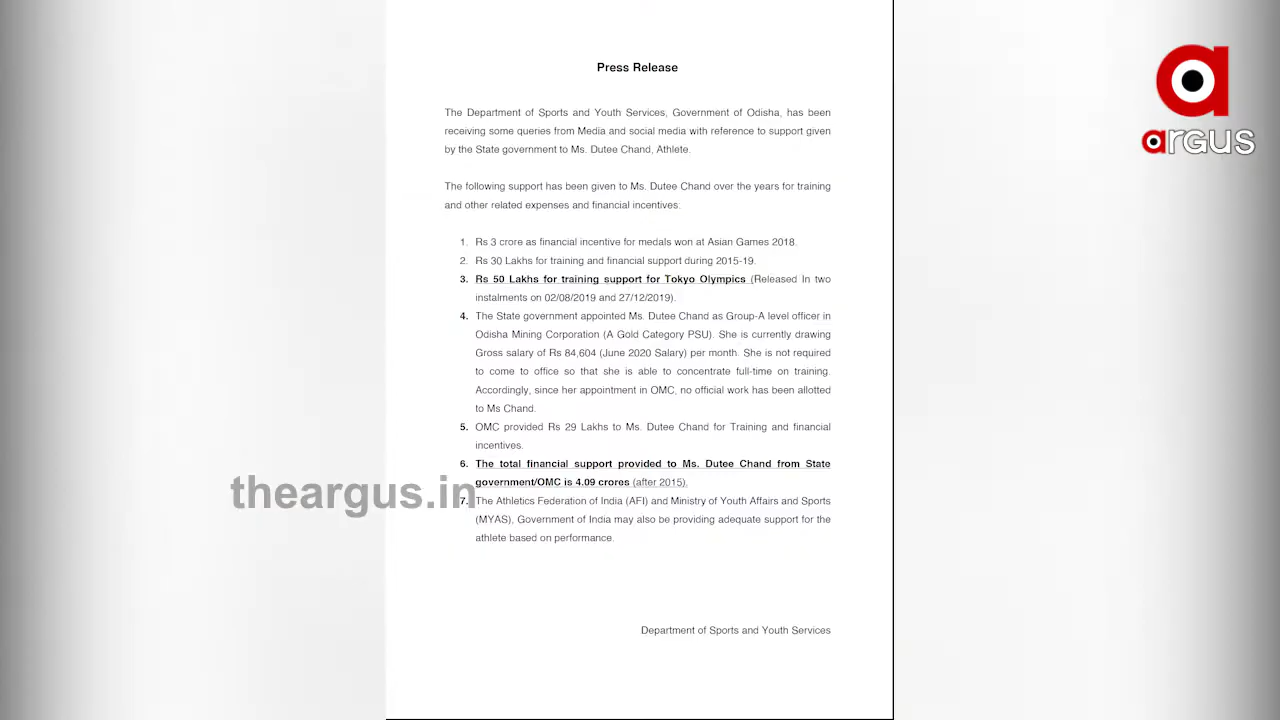 Press Release
The Department of Sports and Youth Services, Government of Odisha, has been
receiving some queries from Media and social media with reference to support given
by the State government to Ms. Dutee Chand, Athlete.
The following support has been given to Ms. Dutee Chand over the years for training
and other related expenses and financial incentives:
1. Rs 3 crore as financial incentive for medals won at Asian Games 2018.
2. Rs 30 Lakhs for training and financial support during 2015-19.
3. Rs 50 Lakhs for training support for Tokyo Olympics (Released In two
instalments on 02/08/2019 and 27/12/2019).
4. The State government appointed Ms. Dutee Chand as Group-A level officer in
Odisha Mining Corporation (A Gold Category PSU). She is currently drawing
Gross salary of Rs 84,604 (June 2020 Salary) per month. She is not required
to come to office so that she is able to concentrate full-time on training.
Accordingly, since her appointment in OMC, no official work has been allotted
to Ms Chand.
5. OMC provided Rs 29 Lakhs to Ms. Dutee Chand for Training and financial
incentives.
6. The total financial support provided to Ms. Dutee Chand from State
government/OMC is 4.09 crores (after 2015).
7. The Athletics Federation of India (AFI) and Ministry of Youth Affairs and Sports
(MYAS), Government of India may also be providing adequate support for the
athlete based on performance.
Department of Sports and Youth Services
theargus.in
a
argus